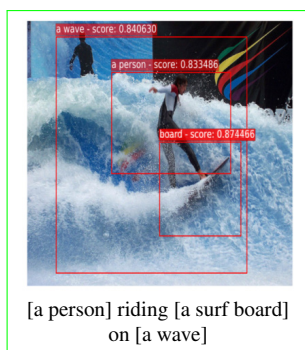 a wave - score: 0.840630
a person - score: 0.833486
board - score: 0.874466
[a person] riding [a surf board]
on [a wave]